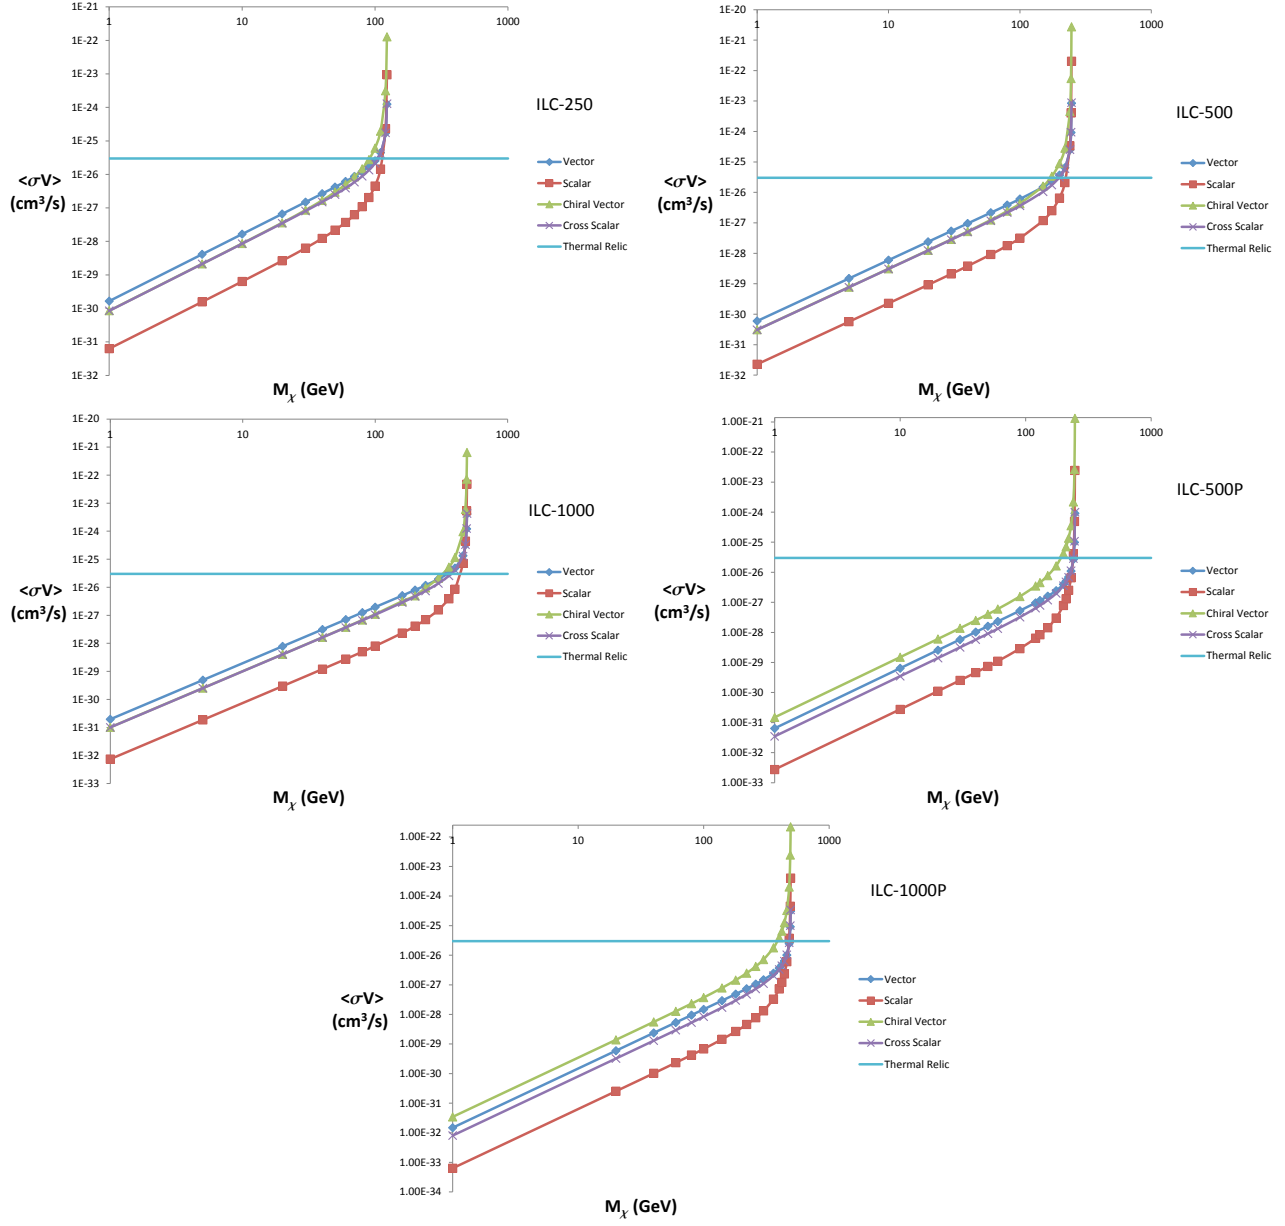 1E-21
1 10 100 1000
1E-22
1E-23
1E-24
1E-25
1E-26
1E-27
1E-28
1E-29
1E-30
1E-31
1E-32
<σV>
(cm³/s)
Mχ (GeV)
ILC-250
Vector
Scalar
Chiral Vector
Cross Scalar
Thermal Relic
1E-20
1 10 100 1000
1E-21
1E-22
1E-23
1E-24
1E-25
1E-26
1E-27
1E-28
1E-29
1E-30
1E-31
1E-32
<σV>
(cm³/s)
Mχ (GeV)
ILC-500
Vector
Scalar
Chiral Vector
Cross Scalar
Thermal Relic
1E-20
1 10 100 1000
1E-21
1E-22
1E-23
1E-24
1E-25
1E-26
1E-27
1E-28
1E-29
1E-30
1E-31
1E-32
1E-33
<σV>
(cm³/s)
Mχ (GeV)
ILC-1000
Vector
Scalar
Chiral Vector
Cross Scalar
Thermal Relic
1.00E-21
1 10 100 1000
1.00E-22
1.00E-23
1.00E-24
1.00E-25
1.00E-26
1.00E-27
1.00E-28
1.00E-29
1.00E-30
1.00E-31
1.00E-32
1.00E-33
<σV>
(cm³/s)
Mχ (GeV)
ILC-500P
Vector
Scalar
Chiral Vector
Cross Scalar
Thermal Relic
1.00E-22
1 10 100 1000
1.00E-23
1.00E-24
1.00E-25
1.00E-26
1.00E-27
1.00E-28
1.00E-29
1.00E-30
1.00E-31
1.00E-32
1.00E-33
1.00E-34
<σV>
(cm³/s)
Mχ (GeV)
ILC-1000P
Vector
Scalar
Chiral Vector
Cross Scalar
Thermal Relic